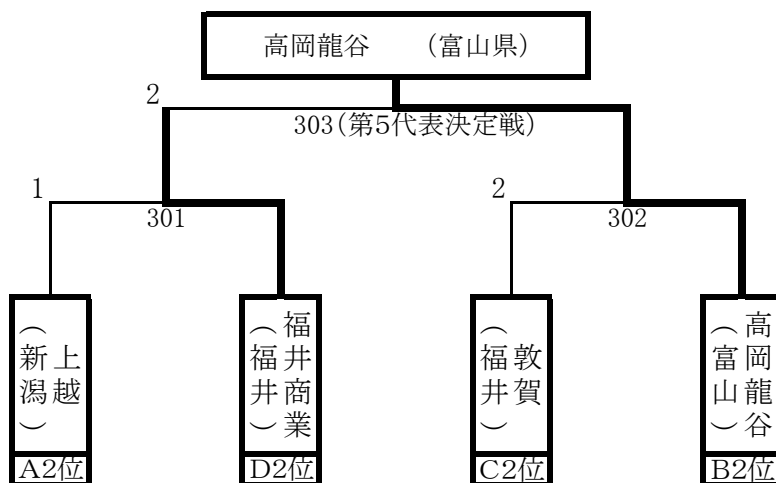 高岡龍谷　　（富山県）
2
303（第5代表決定戦）
1
301
2
302
上越
（新潟）
A2位
福井商業
（福井）
D2位
敦賀
（福井）
C2位
高岡龍谷
（富山）
B2位